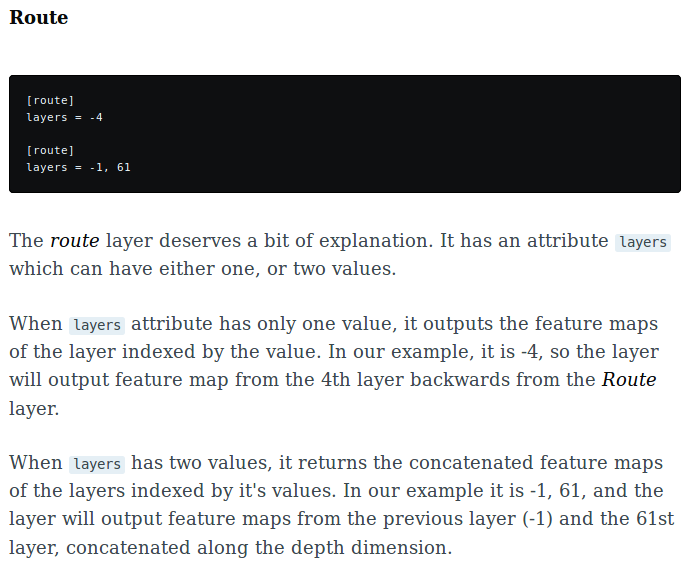 Route
[route]
layers = -4
[route]
layers = -1, 61
The route layer deserves a bit of explanation. It has an attribute layers
which can have either one, or two values.
When layers attribute has only one value, it outputs the feature maps
of the layer indexed by the value. In our example, it is -4, so the layer
will output feature map from the 4th layer backwards from the Route
layer.
When layers has two values, it returns the concatenated feature maps
of the layers indexed by it's values. In our example it is -1, 61, and the
layer will output feature maps from the previous layer (-1) and the 61st
layer, concatenated along the depth dimension.